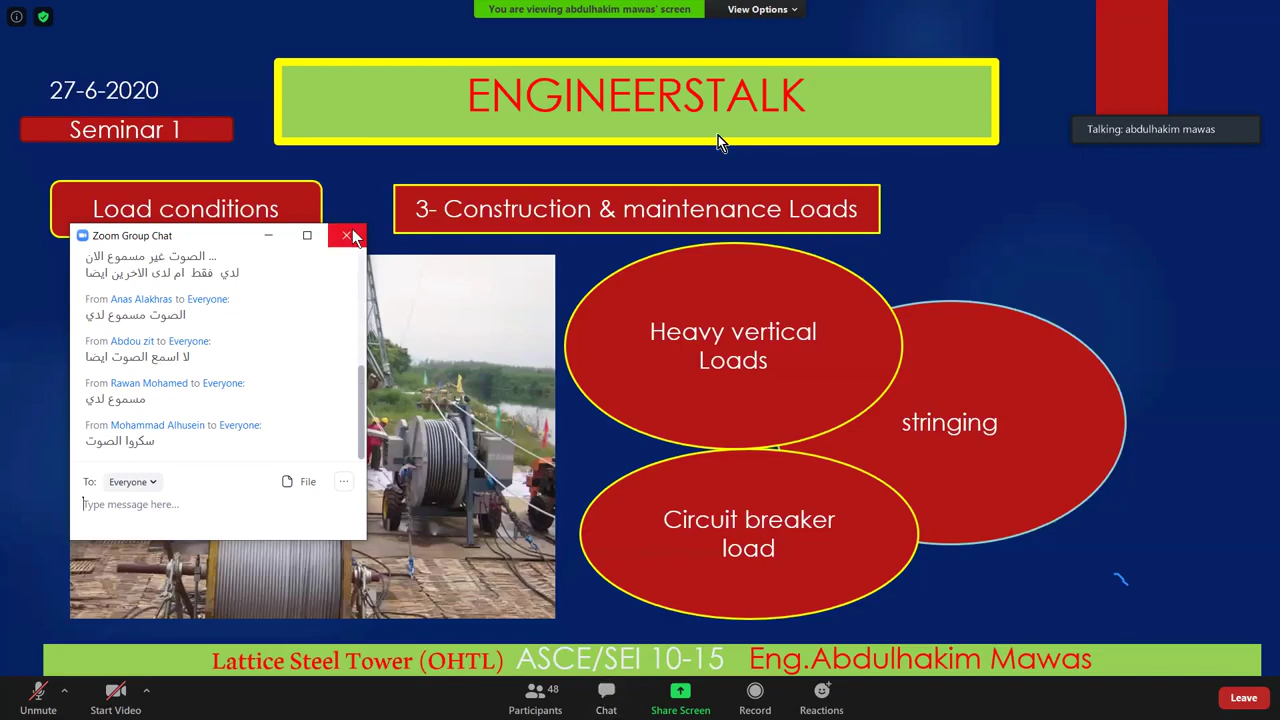 You are viewing abdulhakim mawas' screen
View Options
27-6-2020
Seminar 1
ENGINEERSTALK
Talking: abdulhakim mawas
Load conditions
3- Construction & maintenance Loads
Zoom Group Chat
الصوت غير مسموع الان ...
لدي فقط ام لدى الاخرين ايضا
From Anas Alakhras to Everyone:
الصوت مسموع لدي
From Abdou zit to Everyone:
لا اسمع الصوت ايضا
From Rawan Mohamed to Everyone:
مسموع لدي
From Mohammad Alhusein to Everyone:
سكروا الصوت
To: Everyone
File
...
Type message here...
Heavy vertical
Loads
stringing
Circuit breaker
load
Lattice Steel Tower (OHTL) ASCE/SEI 10-15 Eng.Abdulhakim Mawas
Unmute
Start Video
48
Participants
Chat
Share Screen
Record
Reactions
Leave